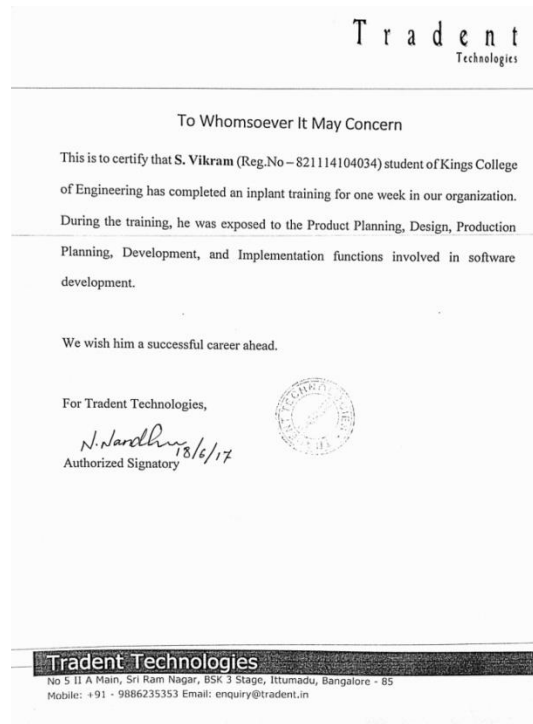 Tradent
Technologies
To Whomsoever It May Concern
This is to certify that S. Vikram (Reg.No – 821114104034) student of Kings College
of Engineering has completed an inplant training for one week in our organization.
During the training, he was exposed to the Product Planning, Design, Production
Planning, Development, and Implementation functions involved in software
development.
We wish him a successful career ahead.
For Tradent Technologies,
N. Nandhu
18/6/17
Authorized Signatory
Tradent Technologies
No 5 II A Main, Sri Ram Nagar, BSK 3 Stage, Ittumadu, Bangalore - 85
Mobile: +91 - 9886235353 Email: enquiry@tradent.in